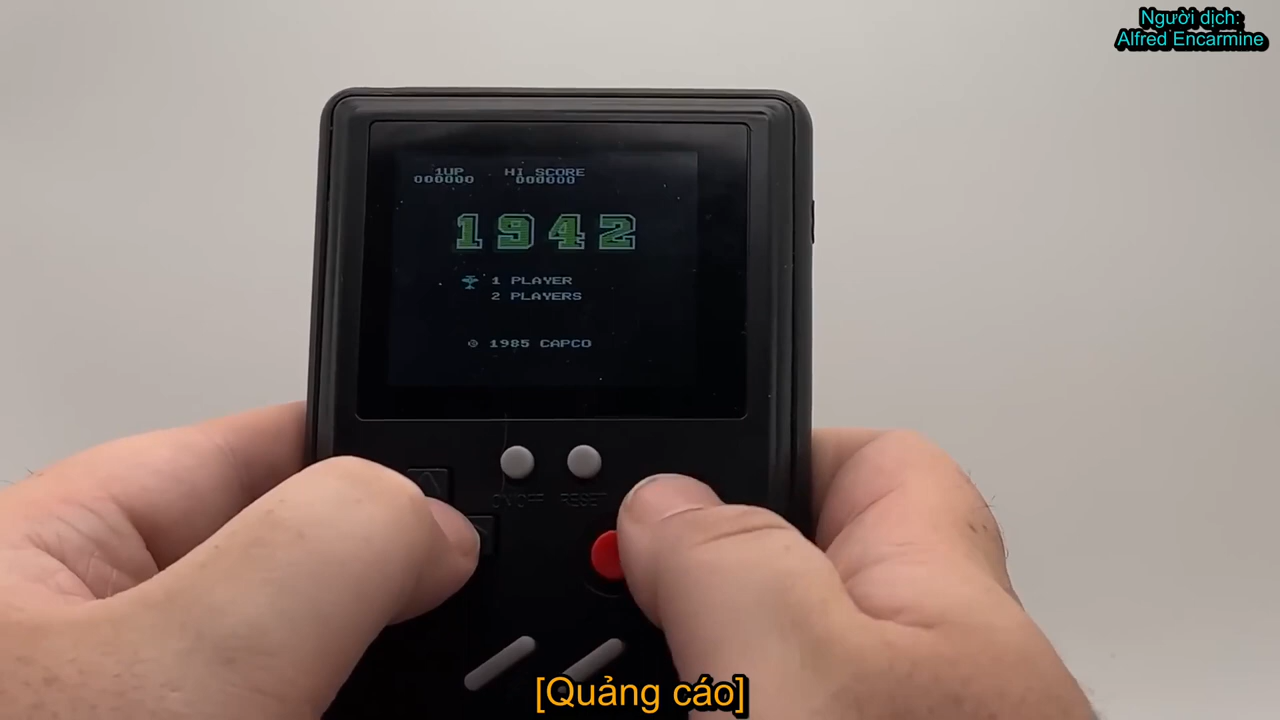 Người dịch:
Alfred Encarmine
1UP HI SCORE
000000 000000
1942
1 PLAYER
2 PLAYERS
© 1985 CAPCO
ON/OFF RESET
[Quảng cáo]